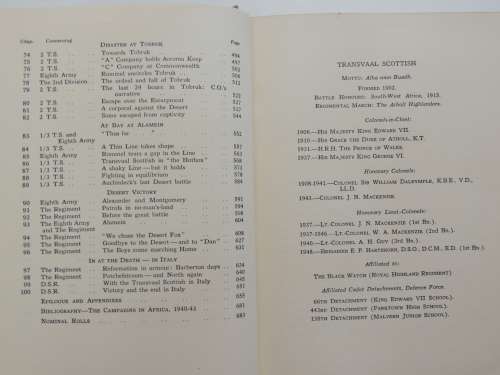 Chap. Concerning Page
DISASTER AT TOBRUK
74 2 T.S. Towards Tobruk 494
75 2 T.S. "A" Company holds Acroma Keep
76 2 T.S. "C" Company at Commonwealth
77 Eighth Army Rommel encircles Tobruk
78 The 2nd Division The ordeal and fall of Tobruk
79 2 T.S. The last 24 hours in Tobruk: C.O.'s
narrative
80 2 T.S. Escape over the Escarpment
81 2 T.S. A portrait of disaster
82 2 T.S. Some escaped from captivity
AT BAY AT ALAMEIN
83 1/3 T.S. and
Eighth Army "Thus far 552
84 1/3 T.S. A Thin Line takes shape
85 Eighth Army Rommel tears a gap in the Line
86 1/3 T.S. Transvaal Scottish in "the Hotbox"
87 1/3 T.S. A shaky Line—but it holds
88 1/3 T.S. Fighting in equilibrium
89 1/3 T.S. Auchinleck's last Desert battle
DESERT VICTORY
90 Eighth Army Alexander and Montgomery
91 The Regiment Patrols in no-man's-land
92 The Regiment Before the great battle
93 The Eighth Army
and The Regiment Alamein 604
94 The Regiment "We chose the Desert Fox"
95 The Regiment Goodbye to the Desert—and to "Dan"
96 The Regiment The Boys come marching Home
IN AT THE DEATH — IN ITALY
97 The Regiment Reformation in armour: Barberton days
98 The Regiment Potchefstroom—and North again
99 D.S.R. With the Transvaal Scottish in Italy
100 D.S.R. Victory and the end in Italy
EPILOGUE AND APPENDICES
BIBLIOGRAPHY—THE CAMPAIGNS IN AFRICA, 1940-43
NOMINAL ROLLS
TRANSVAAL SCOTTISH
MOTTO: Alba nam Buadh.
FORMED 1902.
BATTLE HONOURS: South-West Africa, 1915.
REGIMENTAL MARCH: The Atholl Highlanders.
Colonels-in-Chief:
1906.—HIS MAJESTY KING EDWARD VII.
1910.—HIS GRACE THE DUKE OF ATHOLL, K.T.
1931.—H.R.H. THE PRINCE OF WALES.
1937.—HIS MAJESTY KING GEORGE VI.
Honorary Colonels:
1908-1941.—COLONEL SIR WILLIAM DALRYMPLE, K.B.E., V.D.,
LL.D.
1941.—COLONEL J. N. MACKENZIE.
Honorary Lieut.-Colonels:
1937.—LT.-COLONEL J. N. MACKENZIE (1st Bn.).
1937-1946.—LT.-COLONEL W. A. MACKENZIE (2nd Bn.).
1940.—LT.-COLONEL A. H. GUY (3rd Bn.).
1946.—BRIGADIER E. P. HARTSHORN, D.S.O., D.C.M., E.D. (1st Bn.).
Affiliated to:
THE BLACK WATCH (ROYAL HIGHLAND REGIMENT)
Affiliated Cadet Detachments, Defence Force.
66TH DETACHMENT (KING EDWARD VII SCHOOL).
443RD DETACHMENT (PARKTOWN HIGH SCHOOL).
138TH DETACHMENT (MALVERN JUNIOR SCHOOL).